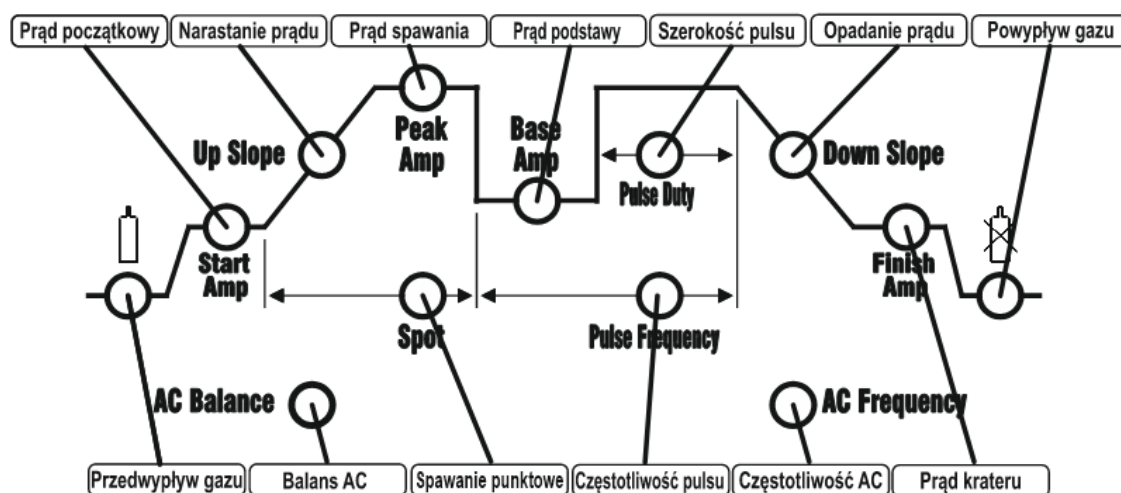 Prąd początkowy
Narastanie prądu
Prąd spawania
Prąd podstawy
Szerokość pulsu
Opadanie prądu
Powypływ gazu
Up Slope
Peak
Amp
Base
Amp
Pulse Duty
Down Slope
Start
Amp
Spot
Pulse Frequency
Finish
Amp
AC Balance
AC Frequency
Przedwypływ gazu
Balans AC
Spawanie punktowe
Częstotliwość pulsu
Częstotliwość AC
Prąd krateru